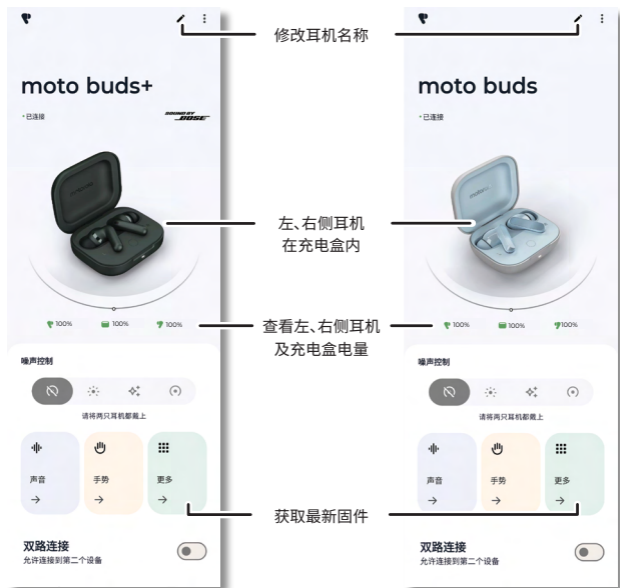 修改耳机名称
moto buds+
·已连接
SOUND BY
BOSE
moto buds
·已连接
左、右侧耳机
在充电盒内
查看左、右侧耳机
及充电盒电量
100%
100%
100%
100%
100%
100%
噪声控制
请将两只耳机都戴上
声音
手势
更多
噪声控制
请将两只耳机都戴上
声音
手势
更多
获取最新固件
双路连接
允许连接到第二个设备
双路连接
允许连接到第二个设备